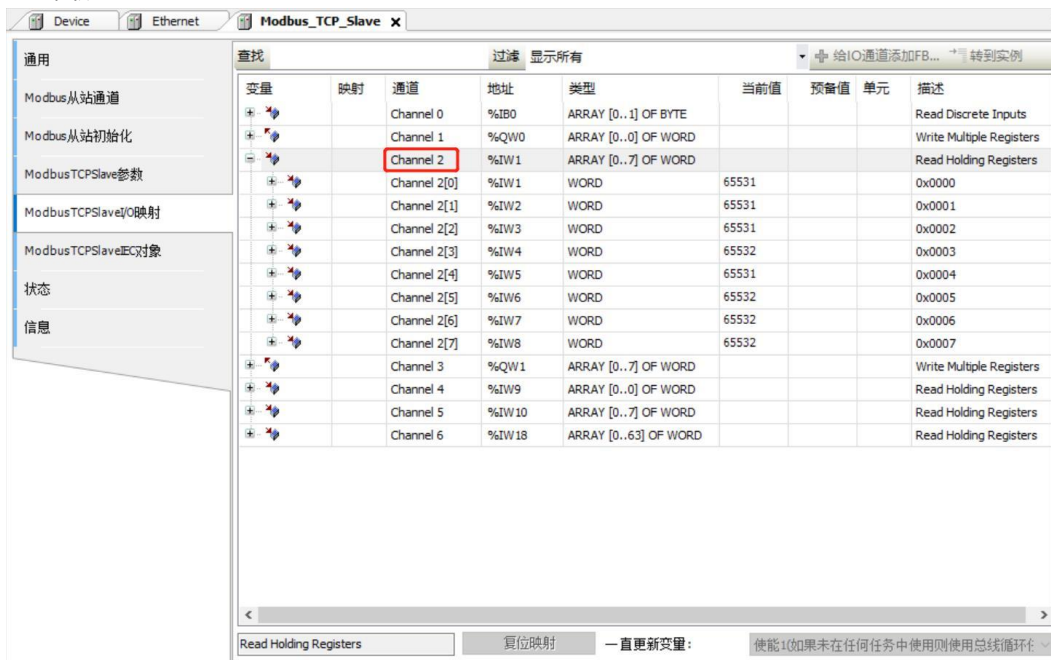 Device Ethernet Modbus_TCP_Slave
通用
Modbus从站通道
Modbus从站初始化
ModbusTCPSlave参数
ModbusTCPSlaveI/O映射
ModbusTCPSlaveIEC对象
状态
信息
查找 过滤 显示所有 给IO通道添加FB... 转到实例
变量 映射 通道 地址 类型 当前值 预备值 单元 描述
Channel 0 %IB0 ARRAY [0..1] OF BYTE Read Discrete Inputs
Channel 1 %QW0 ARRAY [0..0] OF WORD Write Multiple Registers
Channel 2 %IW1 ARRAY [0..7] OF WORD Read Holding Registers
Channel 2[0] %IW1 WORD 65531 0x0000
Channel 2[1] %IW2 WORD 65531 0x0001
Channel 2[2] %IW3 WORD 65531 0x0002
Channel 2[3] %IW4 WORD 65532 0x0003
Channel 2[4] %IW5 WORD 65531 0x0004
Channel 2[5] %IW6 WORD 65532 0x0005
Channel 2[6] %IW7 WORD 65532 0x0006
Channel 2[7] %IW8 WORD 65532 0x0007
Channel 3 %QW1 ARRAY [0..7] OF WORD Write Multiple Registers
Channel 4 %IW9 ARRAY [0..0] OF WORD Read Holding Registers
Channel 5 %IW10 ARRAY [0..7] OF WORD Read Holding Registers
Channel 6 %IW18 ARRAY [0..63] OF WORD Read Holding Registers
Read Holding Registers 复位映射 一直更新变量: 使能1(如果未在任何任务中使用则使用总线循环任